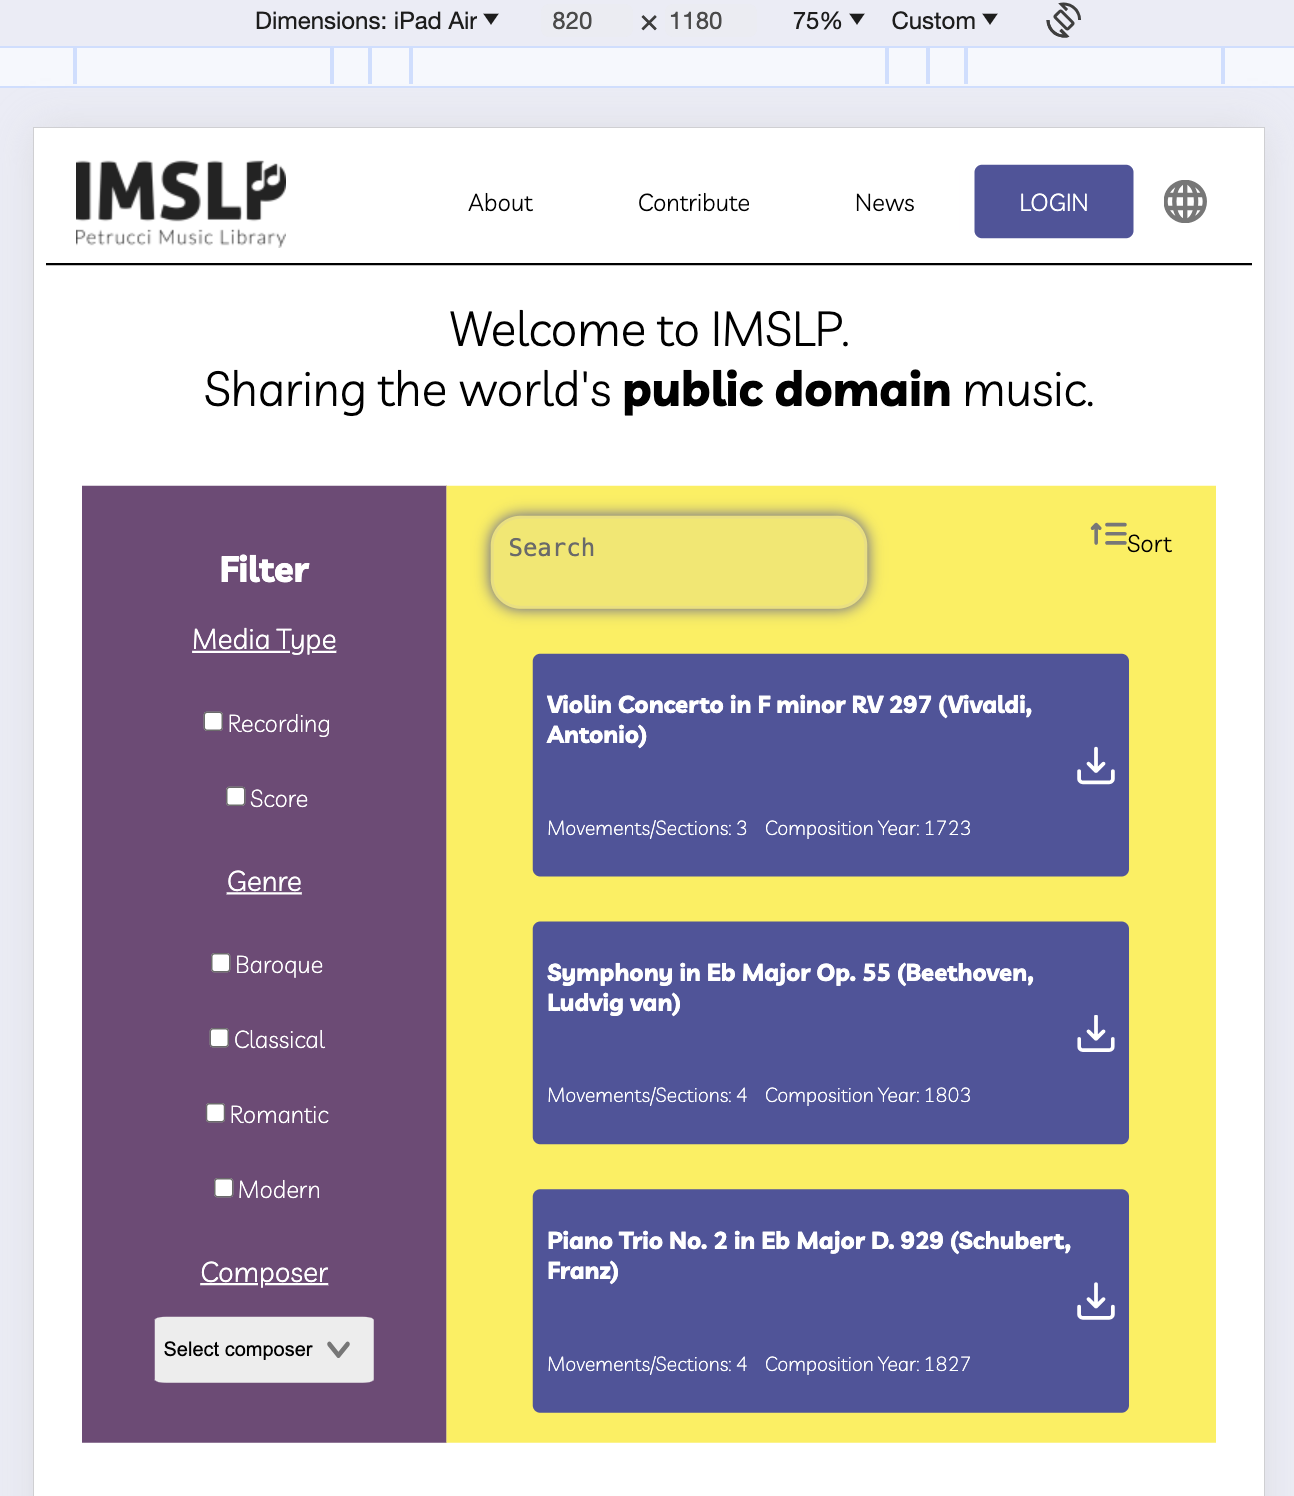 Dimensions: iPad Air ▼ 820 × 1180 75% ▼ Custom ▼
IMSLP
Petrucci Music Library
About Contribute News LOGIN
Welcome to IMSLP.
Sharing the world's public domain music.
Filter
Media Type
Recording
Score
Genre
Baroque
Classical
Romantic
Modern
Composer
Select composer
Search
Sort
Violin Concerto in F minor RV 297 (Vivaldi,
Antonio)
Movements/Sections: 3 Composition Year: 1723
Symphony in Eb Major Op. 55 (Beethoven,
Ludvig van)
Movements/Sections: 4 Composition Year: 1803
Piano Trio No. 2 in Eb Major D. 929 (Schubert,
Franz)
Movements/Sections: 4 Composition Year: 1827